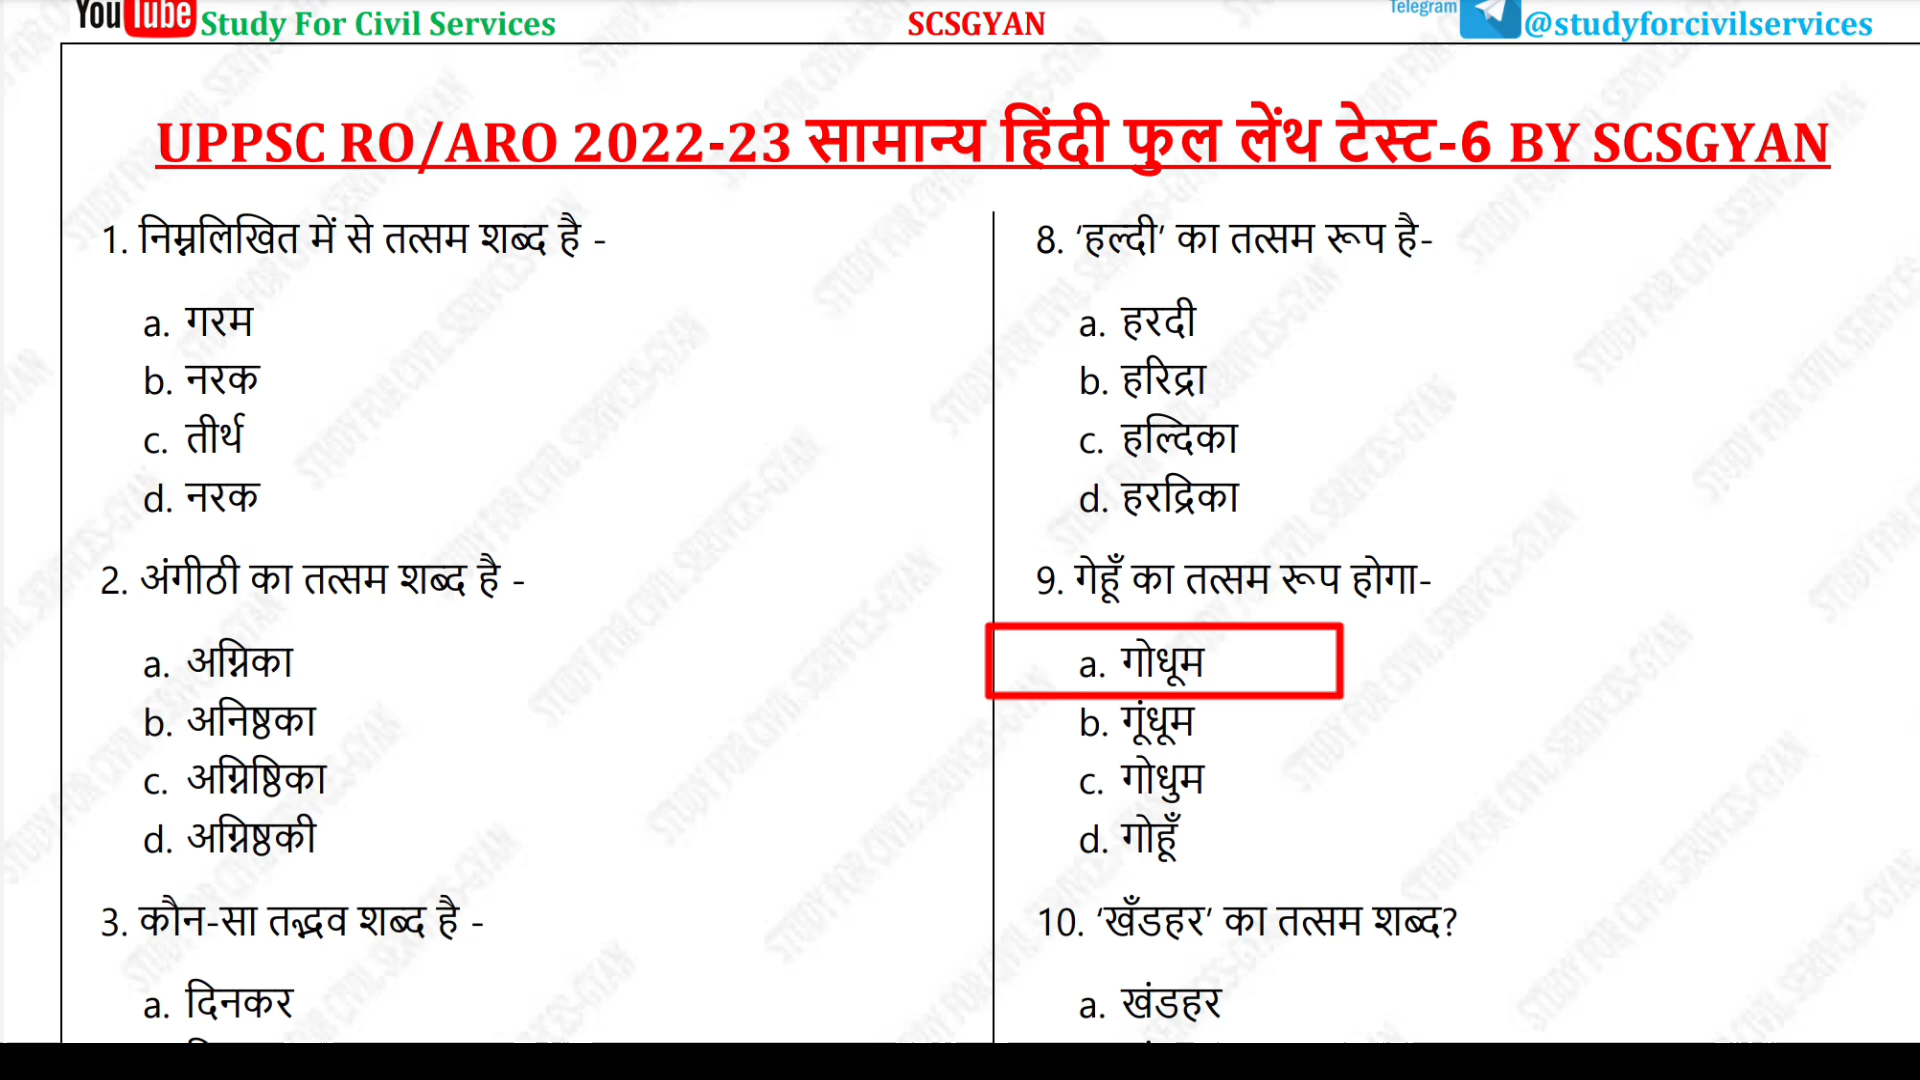 YouTube Study For Civil Services
SCSGYAN
Telegram @studyforcivilservices
UPPSC RO/ARO 2022-23 सामान्य हिंदी फुल लेंथ टेस्ट-6 BY SCSGYAN
1. निम्नलिखित में से तत्सम शब्द है -
a. गरम
b. नरक
c. तीर्थ
d. नरक
2. अंगीठी का तत्सम शब्द है -
a. अग्निका
b. अनिष्ठका
c. अग्निष्ठिका
d. अग्निष्ठकी
3. कौन-सा तद्भव शब्द है -
a. दिनकर
8. ‘हल्दी’ का तत्सम रूप है-
a. हरदी
b. हरिद्रा
c. हल्दिका
d. हरद्रिका
9. गेहूँ का तत्सम रूप होगा-
a. गोधूम
b. गूंधूम
c. गोधुम
d. गोहूँ
10. ‘खँडहर’ का तत्सम शब्द?
a. खंडहर